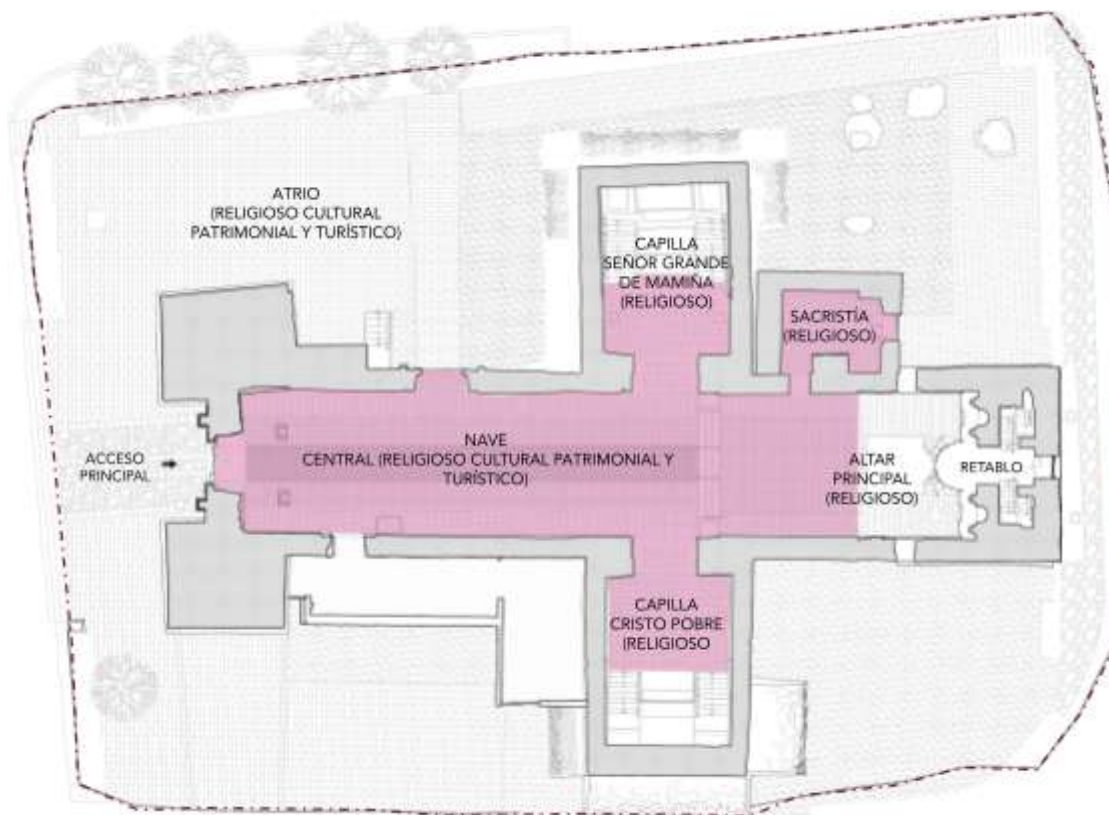 ATRIO
(RELIGIOSO CULTURAL
PATRIMONIAL Y TURÍSTICO)
CAPILLA
SEÑOR GRANDE
DE MAMIÑA
(RELIGIOSO)
SACRISTÍA
(RELIGIOSO)
ACCESO
PRINCIPAL
NAVE
CENTRAL (RELIGIOSO CULTURAL PATRIMONIAL Y
TURÍSTICO)
ALTAR
PRINCIPAL
(RELIGIOSO)
RETABLO
CAPILLA
CRISTO POBRE
(RELIGIOSO